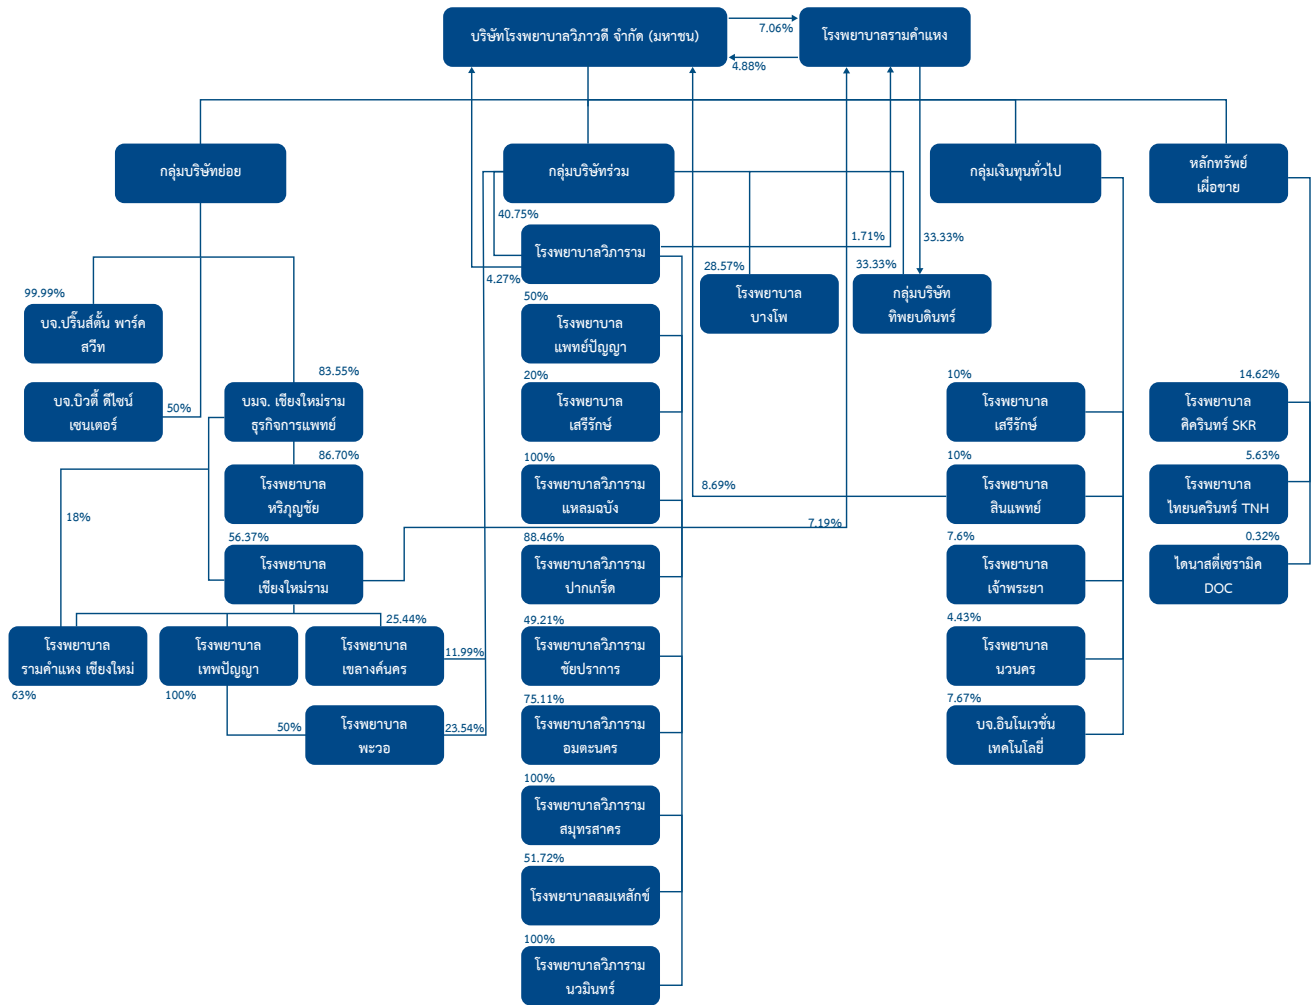 บริษัทโรงพยาบาลวิภาวดี จำกัด (มหาชน)
7.06%
4.88%
โรงพยาบาลรามคำแหง
กลุ่มบริษัทย่อย
กลุ่มบริษัทร่วม
กลุ่มเงินทุนทั่วไป
หลักทรัพย์
เผื่อขาย
99.99%
บจ.ปริ๊นส์ตั้น พาร์ค
สวีท
บจ.บิวตี้ ดีไซน์
เซนเตอร์
50%
83.55%
บมจ. เชียงใหม่ราม
ธุรกิจการแพทย์
86.70%
โรงพยาบาล
หริภุญชัย
18%
56.37%
โรงพยาบาล
เชียงใหม่ราม
7.19%
โรงพยาบาล
รามคำแหง เชียงใหม่
63%
โรงพยาบาล
เทพปัญญา
100%
25.44%
โรงพยาบาล
เขลางค์นคร
11.99%
50%
โรงพยาบาล
พะวอ
23.54%
40.75%
โรงพยาบาลวิภาราม
4.27%
1.71%
33.33%
28.57%
โรงพยาบาล
บางโพ
33.33%
กลุ่มบริษัท
ทิพยบดินทร์
50%
โรงพยาบาล
แพทย์ปัญญา
20%
โรงพยาบาล
เสรีรักษ์
100%
โรงพยาบาลวิภาราม
แหลมฉบัง
88.46%
โรงพยาบาลวิภาราม
ปากเกร็ด
49.21%
โรงพยาบาลวิภาราม
ชัยปราการ
75.11%
โรงพยาบาลวิภาราม
อมตะนคร
100%
โรงพยาบาลวิภาราม
สมุทรสาคร
51.72%
โรงพยาบาลลมเหสักข์
100%
โรงพยาบาลวิภาราม
นวมินทร์
8.69%
10%
โรงพยาบาล
เสรีรักษ์
10%
โรงพยาบาล
สินแพทย์
7.6%
โรงพยาบาล
เจ้าพระยา
4.43%
โรงพยาบาล
นวนคร
7.67%
บจ.อินโนเวชั่น
เทคโนโลยี่
14.62%
โรงพยาบาล
ศิครินทร์ SKR
5.63%
โรงพยาบาล
ไทยนครินทร์ TNH
0.32%
ไดนาสตี้เซรามิค
DOC